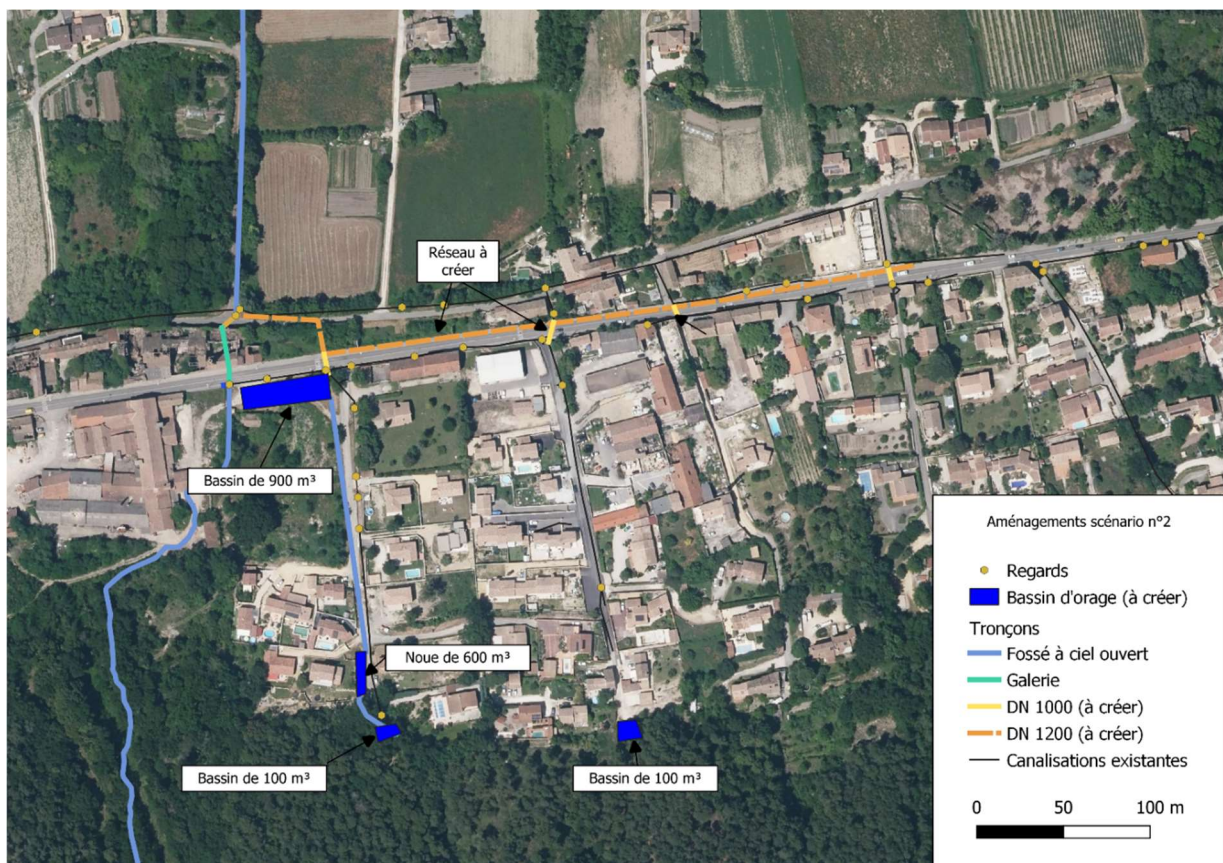 Réseau à
créer
Bassin de 900 m³
Noue de 600 m³
Bassin de 100 m³
Bassin de 100 m³
Aménagements scénario n°2
Regards
Bassin d'orage (à créer)
Tronçons
Fossé à ciel ouvert
Galerie
DN 1000 (à créer)
DN 1200 (à créer)
Canalisations existantes
0 50 100 m